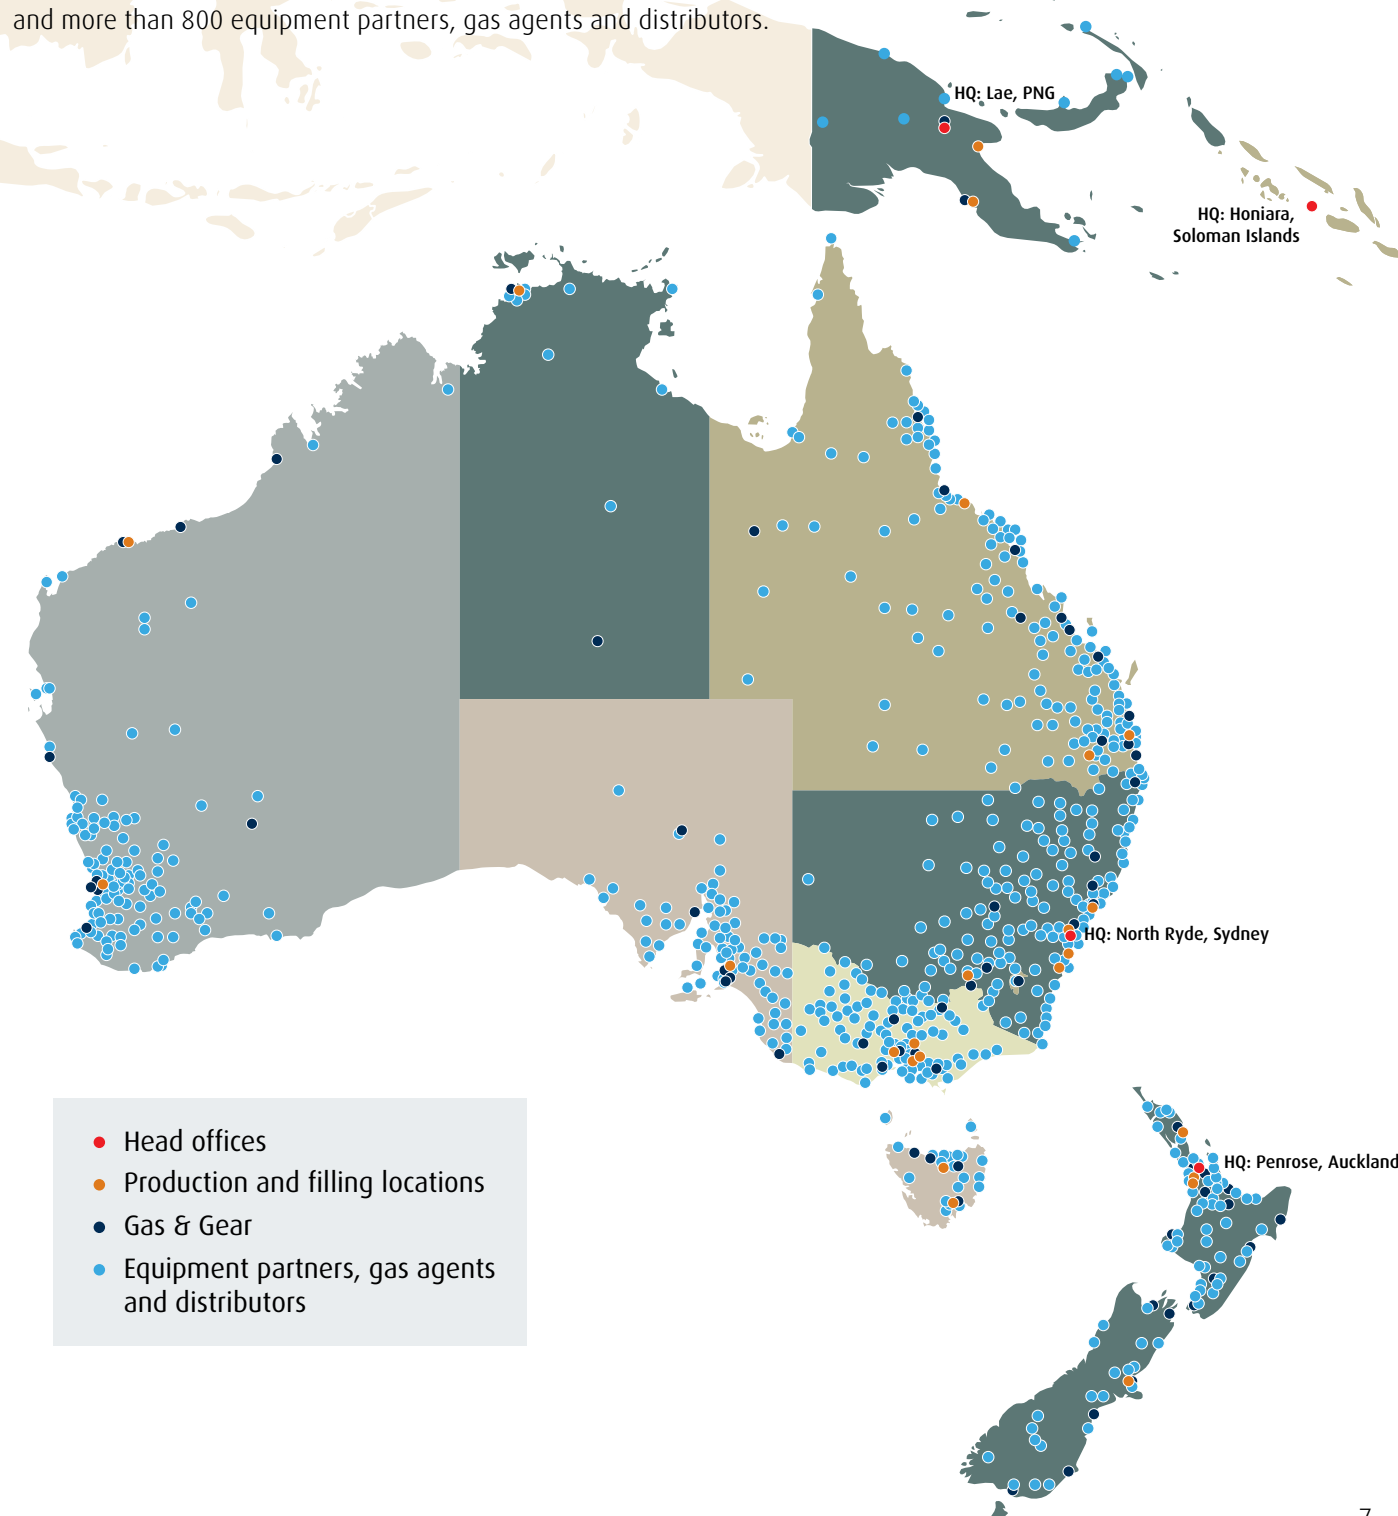 and more than 800 equipment partners, gas agents and distributors.
HQ: Lae, PNG
HQ: Honiara,
Soloman Islands
HQ: North Ryde, Sydney
Head offices
Production and filling locations
Gas & Gear
Equipment partners, gas agents
and distributors
HQ: Penrose, Auckland
7